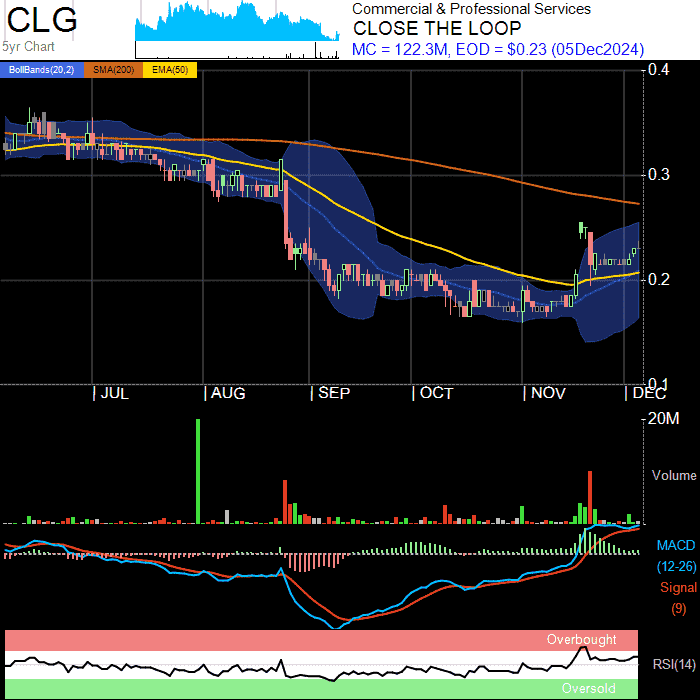 CLG
5yr Chart
Commercial & Professional Services
CLOSE THE LOOP
MC = 122.3M, EOD = $0.23 (05Dec2024)
BollBands(20,2) SMA(200) EMA(50)
0.4
0.3
0.2
0.1
JUL AUG SEP OCT NOV DEC
20M
Volume
MACD
(12-26)
Signal
(9)
Overbought
RSI(14)
Oversold